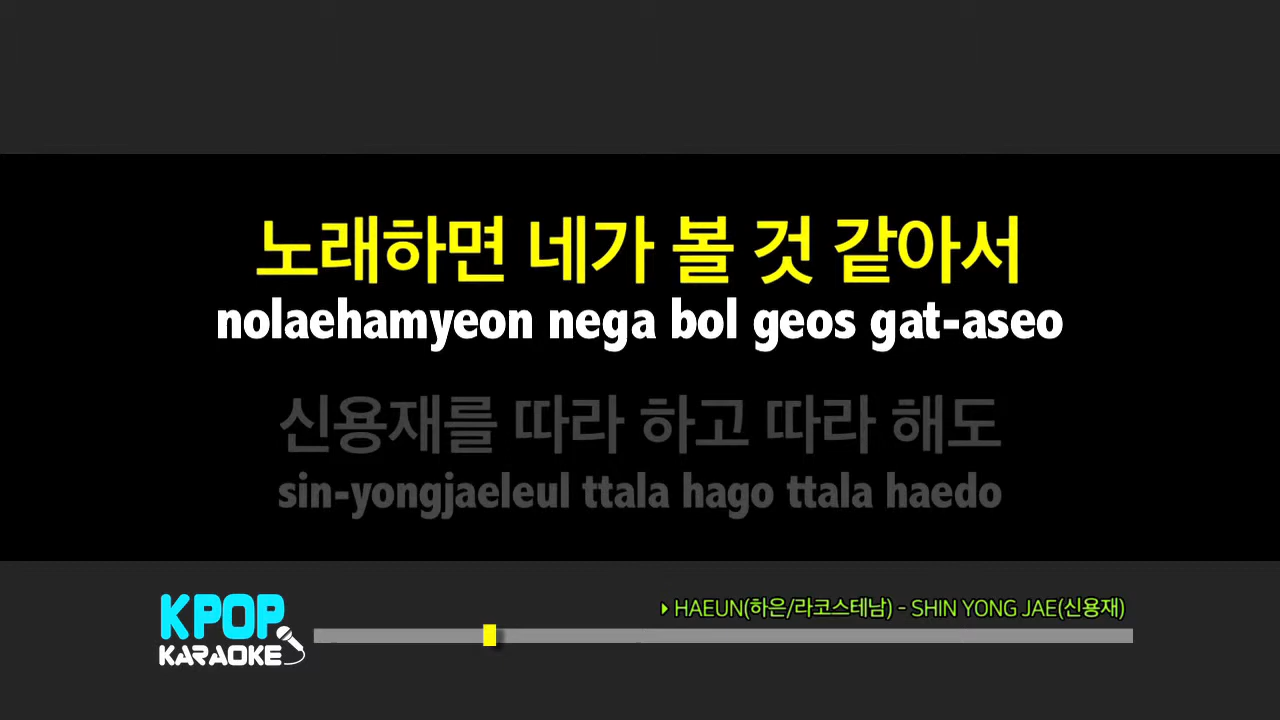 노래하면 네가 볼 것 같아서
nolaehamyeon nega bol geos gat-aseo
신용재를 따라 하고 따라 해도
sin-yongjaeleul ttala hago ttala haedo
HAEUN(하은/라코스테남) - SHIN YONG JAE(신용재)
KPOP
KARAOKE